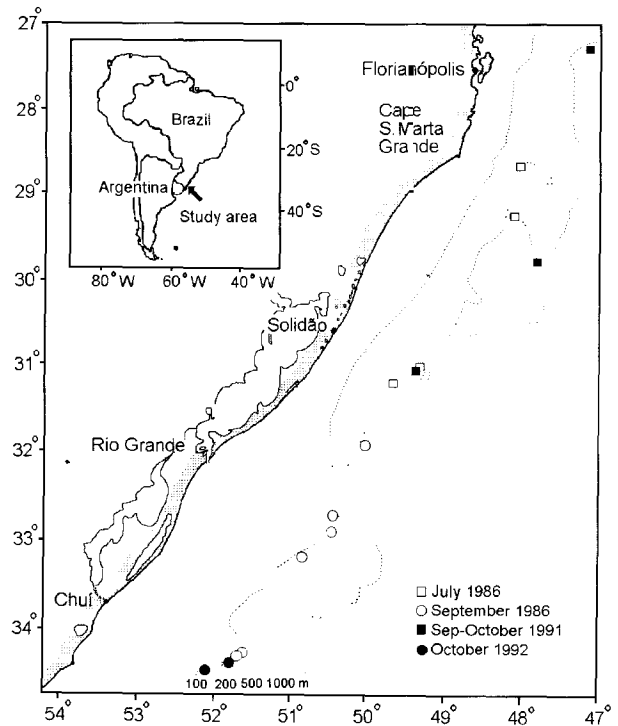 27°
28°
29°
30°
31°
32°
33°
34°
54°
53°
52°
51°
50°
49°
48°
47°
0°
20°S
40°S
80°W
60°W
40°W
Brazil
Argentina
Study area
Florianópolis
Cape
S. Marta
Grande
Solidão
Rio Grande
Chuí
July 1986
September 1986
Sep-October 1991
October 1992
100 200 500 1000 m